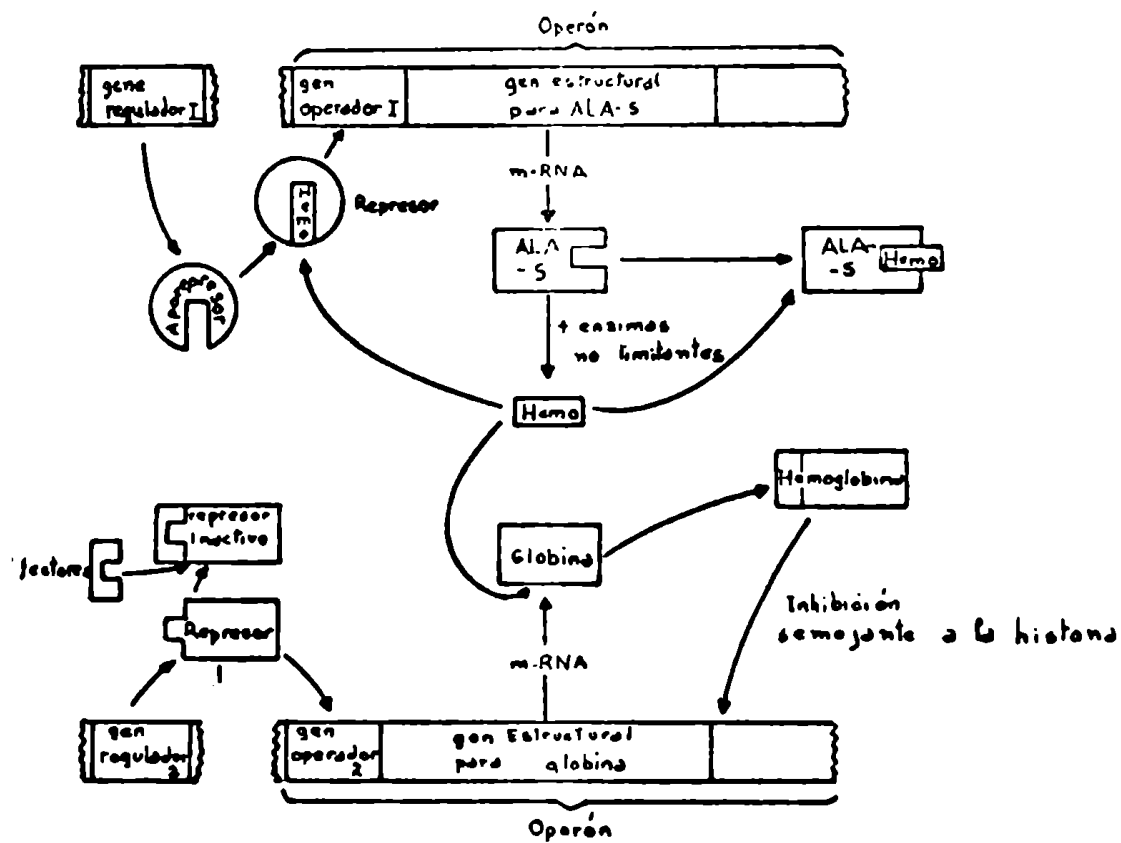 Operón
gene
regulador I
gen
operador I
gen estructural
para ALA-S
m-RNA
Hemo
Represor
Aporepresor
ALA
-S
ALA-
-S
Hemo
+ enzimas
no limitantes
Hemo
Hemoglobina
represor
Inactivo
Globina
Represor
1
Inhibición
semejante a la histona
m-RNA
gen
regulador
2
gen
operador
2
gen Estructural
para globina
Operón